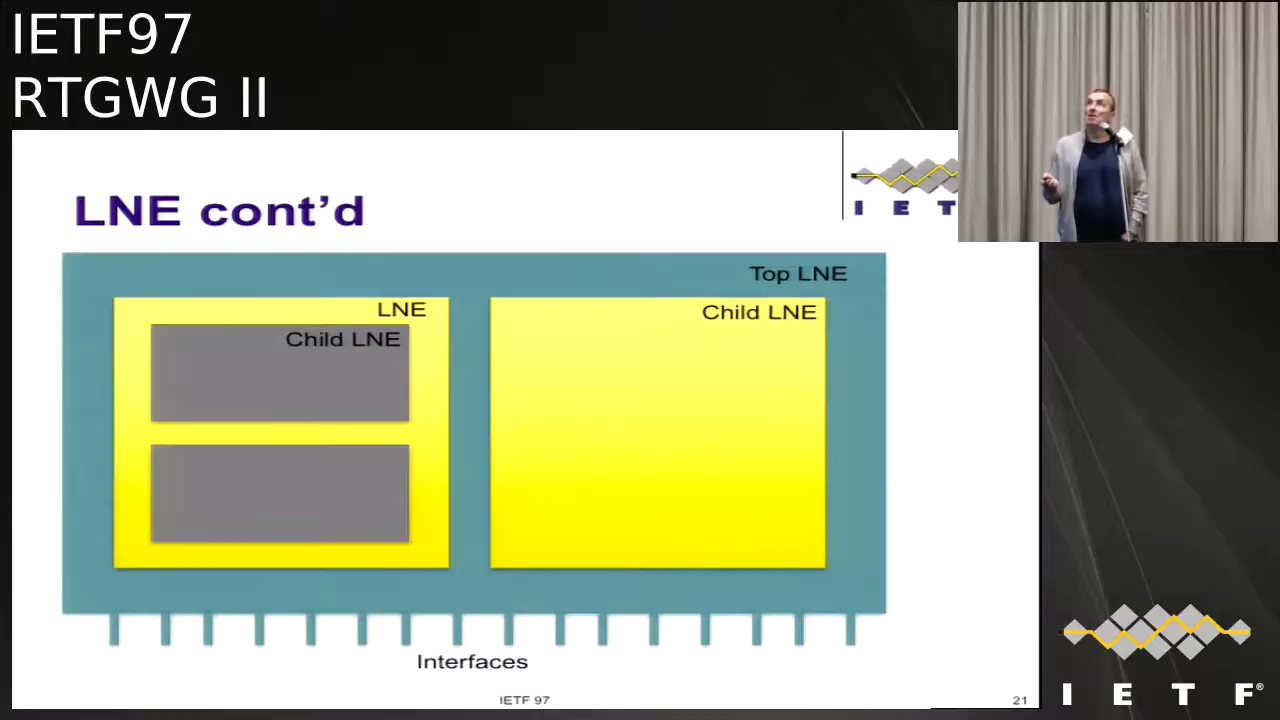 IETF97
RTGWG II
I E T
LNE cont’d
Top LNE
LNE
Child LNE
Child LNE
Interfaces
IETF 97
21
I E T F®